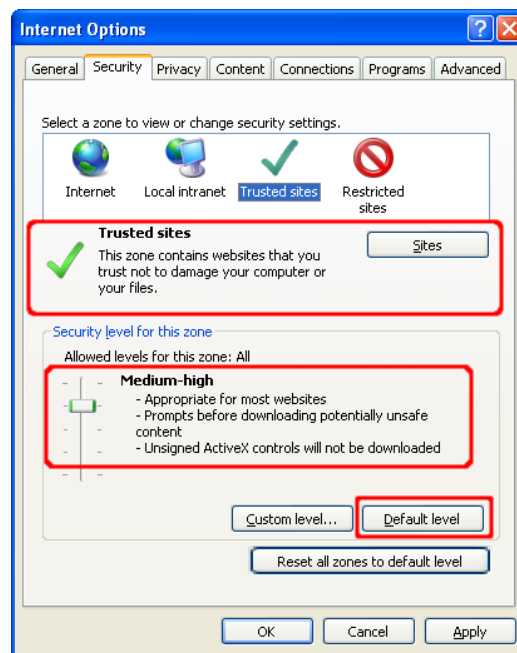 Internet Options
General Security Privacy Content Connections Programs Advanced
Select a zone to view or change security settings.
Internet Local intranet Trusted sites Restricted
sites
Trusted sites
Sites
This zone contains websites that you
trust not to damage your computer or
your files.
Security level for this zone
Allowed levels for this zone: All
Medium-high
- Appropriate for most websites
- Prompts before downloading potentially unsafe
content
- Unsigned ActiveX controls will not be downloaded
Custom level... Default level
Reset all zones to default level
OK Cancel Apply